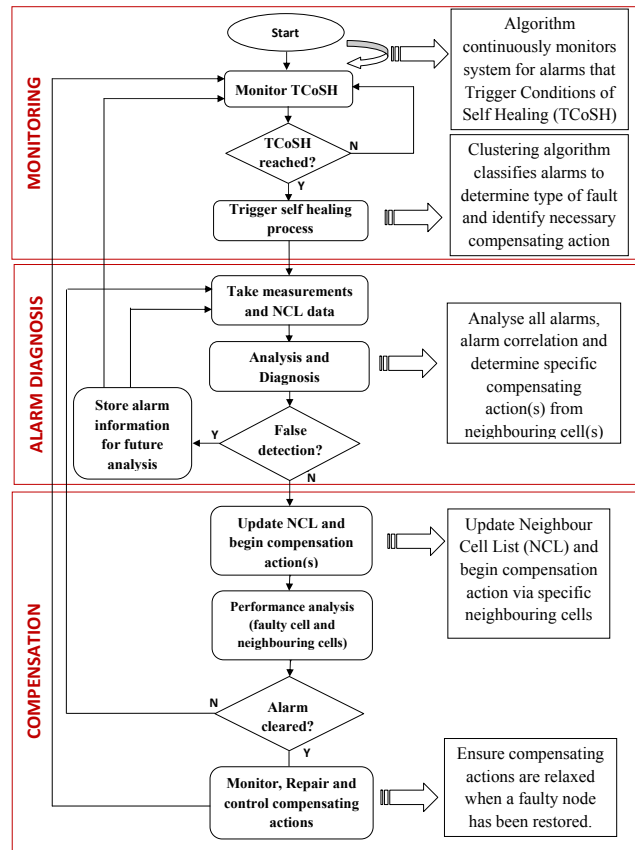 Start
Algorithm
continuously monitors
system for alarms that
Trigger Conditions of
Self Healing (TCoSH)
MONITORING
Monitor TCoSH
TCoSH
reached?
N
Y
Trigger self healing
process
Clustering algorithm
classifies alarms to
determine type of fault
and identify necessary
compensating action
ALARM DIAGNOSIS
Take measurements
and NCL data
Analysis and
Diagnosis
Analyse all alarms,
alarm correlation and
determine specific
compensating
action(s) from
neighbouring cell(s)
Store alarm
information
for future
analysis
Y
False
detection?
N
COMPENSATION
Update NCL and
begin compensation
action(s)
Update Neighbour
Cell List (NCL) and
begin compensation
action via specific
neighbouring cells
Performance analysis
(faulty cell and
neighbouring cells)
N
Alarm
cleared?
Y
Monitor, Repair and
control compensating
actions
Ensure compensating
actions are relaxed
when a faulty node
has been restored.